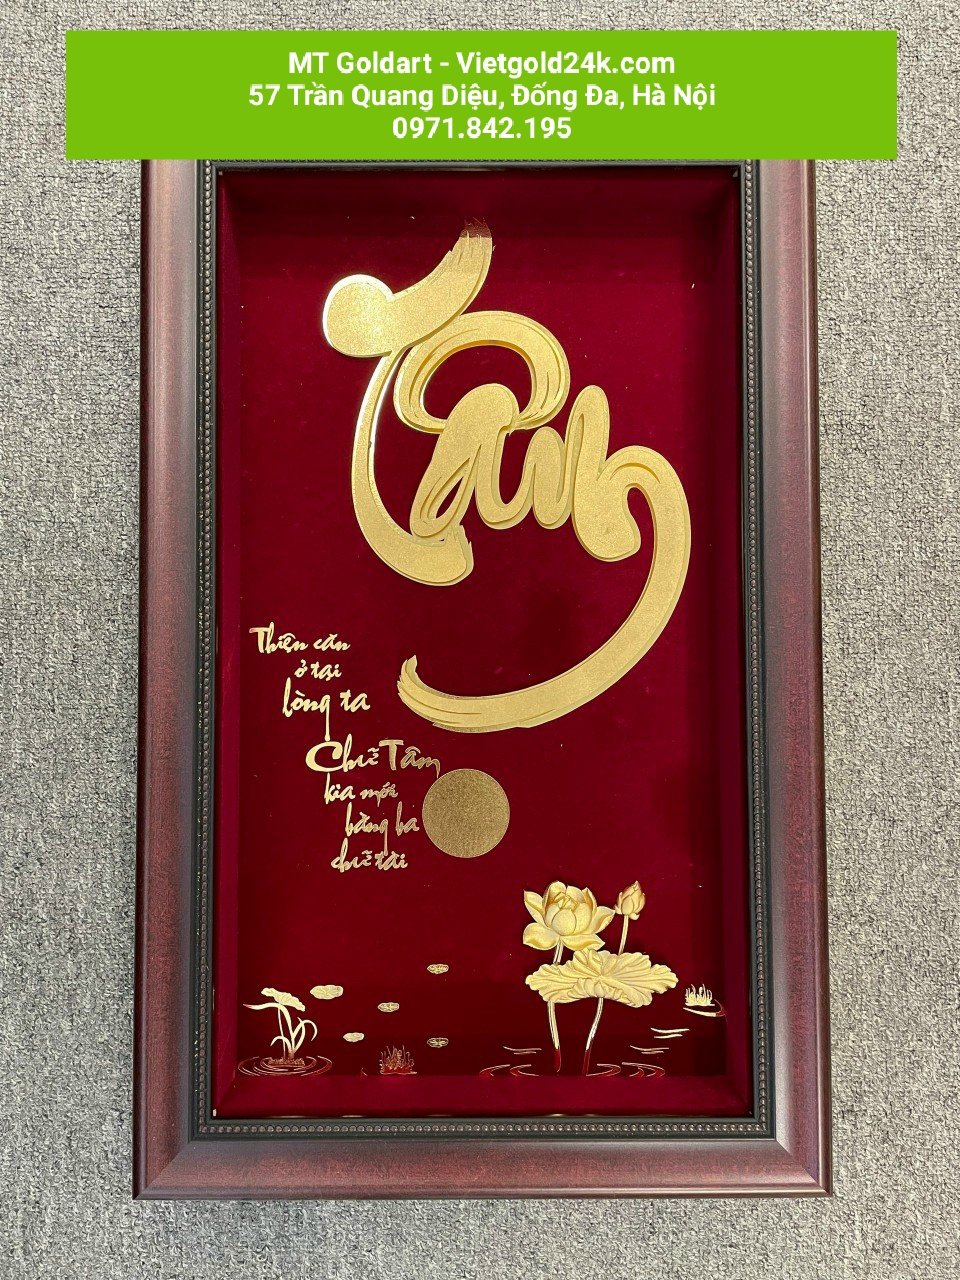 MT Goldart - Vietgold24k.com
57 Trần Quang Diệu, Đống Đa, Hà Nội
0971.842.195
Tâm
Thiện căn
ở tại
lòng ta
Chữ Tâm
kia mới
bằng ba
chữ tài